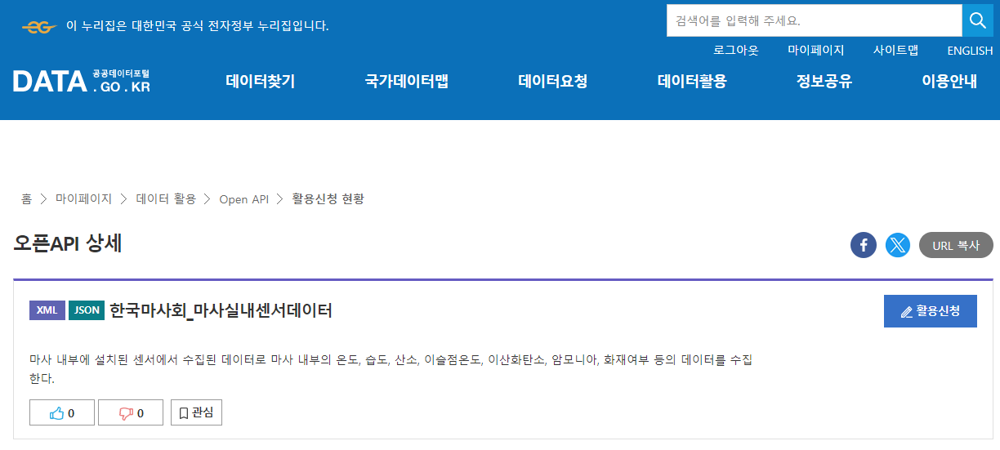 이 누리집은 대한민국 공식 전자정부 누리집입니다.
검색어를 입력해 주세요.
로그아웃 마이페이지 사이트맵 ENGLISH
DATA 공공데이터포털 .GO.KR
데이터찾기 국가데이터맵 데이터요청 데이터활용 정보공유 이용안내
홈 > 마이페이지 > 데이터 활용 > Open API > 활용신청 현황
오픈API 상세
URL 복사
XML JSON 한국마사회_마사실내센서데이터
활용신청
마사 내부에 설치된 센서에서 수집된 데이터로 마사 내부의 온도, 습도, 산소, 이슬점온도, 이산화탄소, 암모니아, 화재여부 등의 데이터를 수집
한다.
0 0 관심